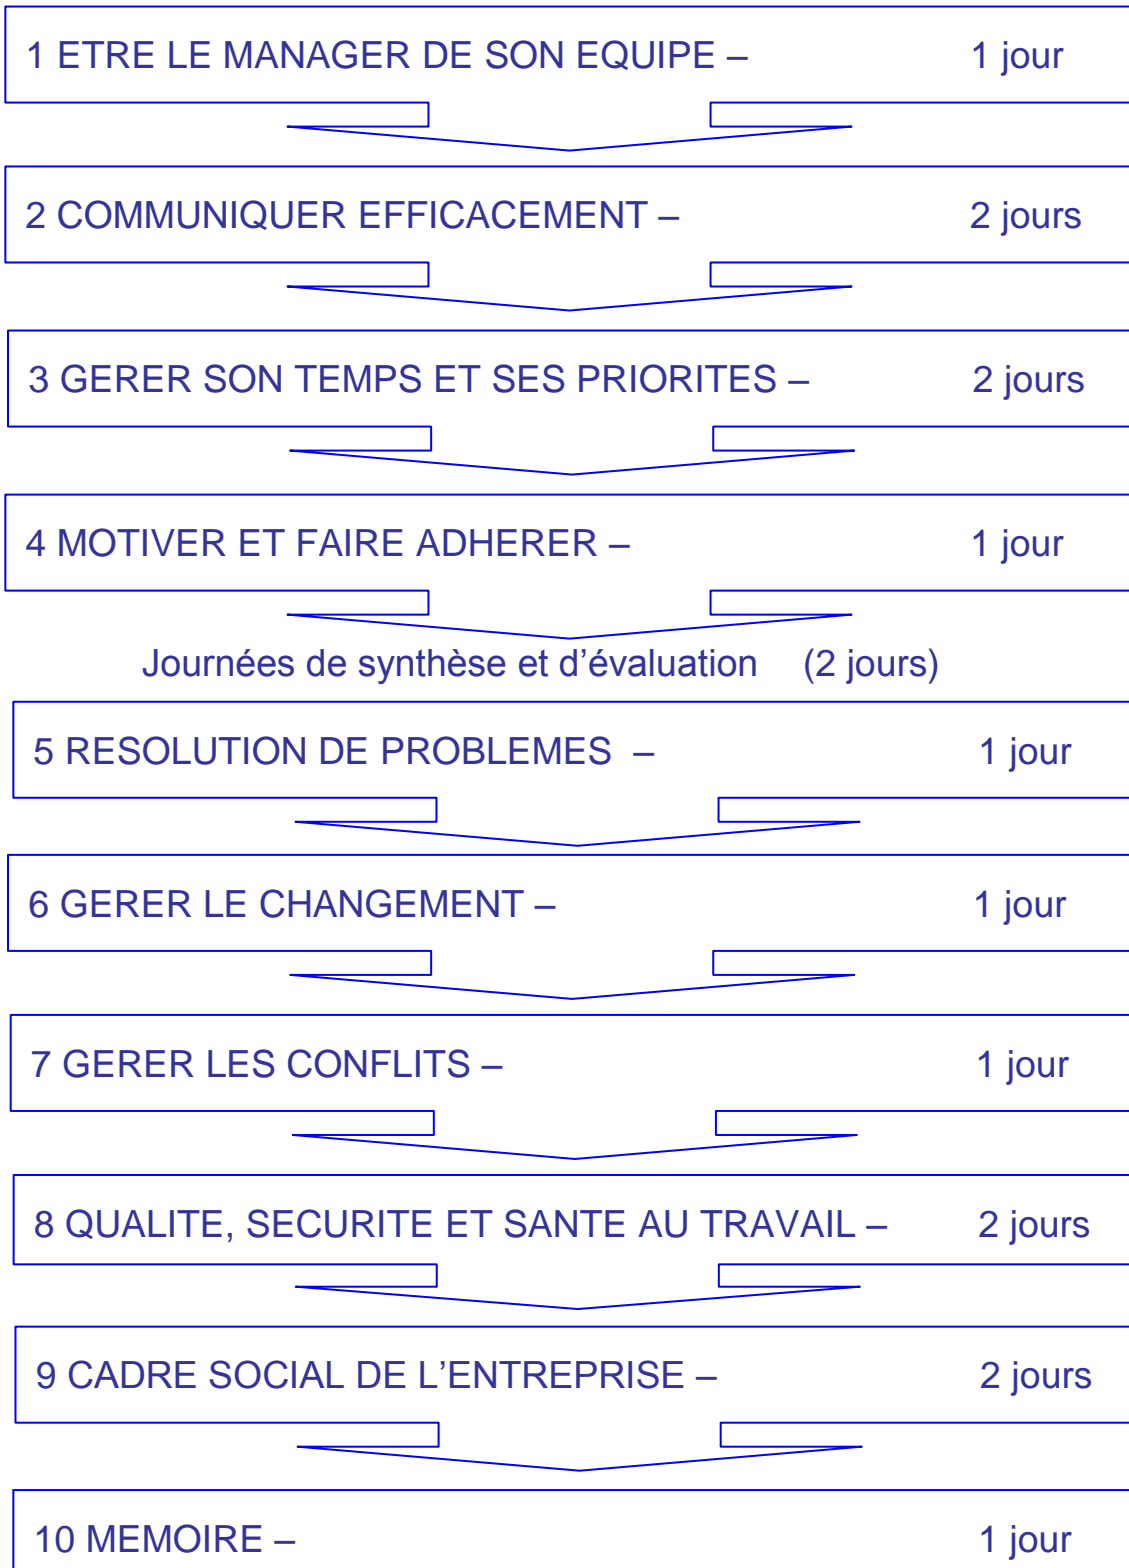 1 ETRE LE MANAGER DE SON EQUIPE – 1 jour
2 COMMUNIQUER EFFICACEMENT – 2 jours
3 GERER SON TEMPS ET SES PRIORITES – 2 jours
4 MOTIVER ET FAIRE ADHERER – 1 jour
Journées de synthèse et d’évaluation (2 jours)
5 RESOLUTION DE PROBLEMES – 1 jour
6 GERER LE CHANGEMENT – 1 jour
7 GERER LES CONFLITS – 1 jour
8 QUALITE, SECURITE ET SANTE AU TRAVAIL – 2 jours
9 CADRE SOCIAL DE L’ENTREPRISE – 2 jours
10 MEMOIRE – 1 jour